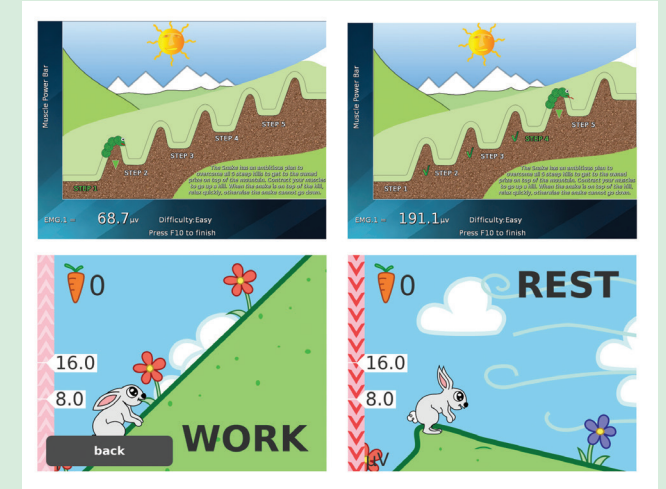 Muscle Power Bar
STEP 1
STEP 2
STEP 3
STEP 4
STEP 5
The Snake has an ambitious plan to
overcome all 5 steep hills to get to the wanted
prize on top of the mountain. Contract your muscles
to go up a hill. When the snake is on top of the hill,
relax quickly, otherwise the snake cannot go down.
EMG 1 -
68.7 μv
Difficulty:Easy
Press F10 to finish
Muscle Power Bar
STEP 1
STEP 2
STEP 3
STEP 4
STEP 5
The Snake has an ambitious plan to
overcome all 5 steep hills to get to the wanted
prize on top of the mountain. Contract your muscles
to go up a hill. When the snake is on top of the hill,
relax quickly, otherwise the snake cannot go down.
EMG 1 -
191.1 μv
Difficulty:Easy
Press F10 to finish
0
16.0
8.0
back
WORK
0
REST
16.0
8.0
μV